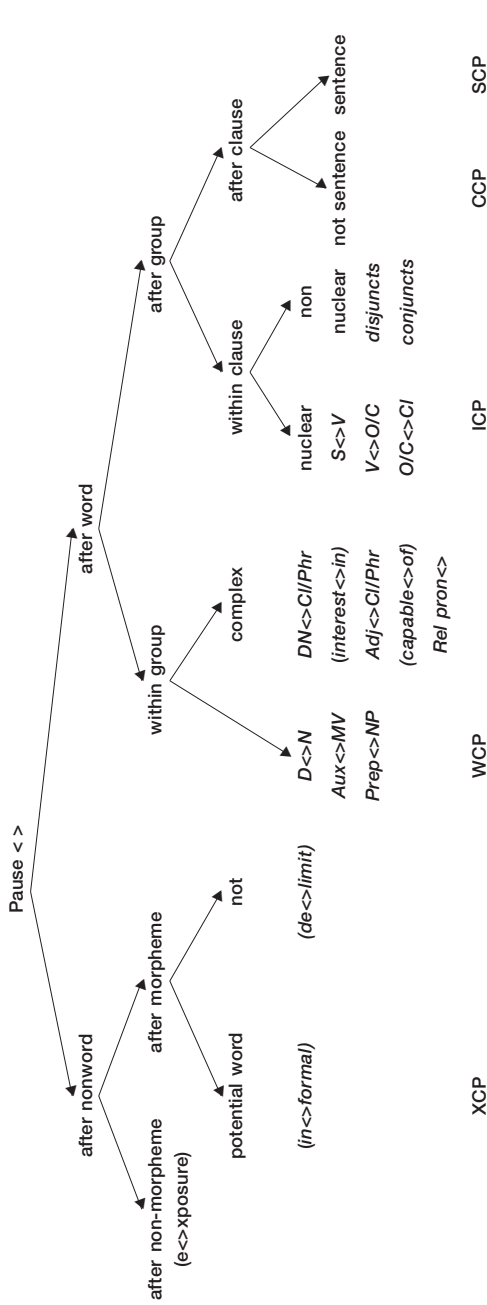 Pause < >
after nonword
after word
after non-morpheme
(e<>xposure)
after morpheme
within group
after group
potential word
not
complex
within clause
after clause
(in<>formal)
(de<>limit)
D<>N
Aux<>MV
Prep<>NP
DN<>Cl/Phr
(interest<>in)
Adj<>Cl/Phr
(capable<>of)
Rel pron<>
nuclear
S<>V
V<>O/C
O/C<>Cl
non
nuclear
disjuncts
conjuncts
not sentence
sentence
XCP
WCP
ICP
CCP
SCP